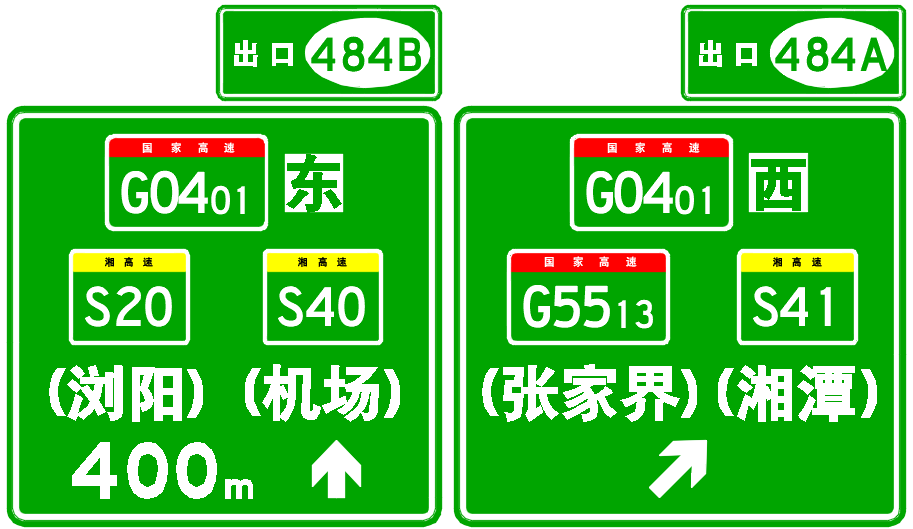 出口 484B
国家高速
G0401 东
湘高速
S20
湘高速
S40
(浏阳) (机场)
400m
出口 484A
国家高速
G0401 西
国家高速
G5513
湘高速
S41
(张家界) (湘潭)